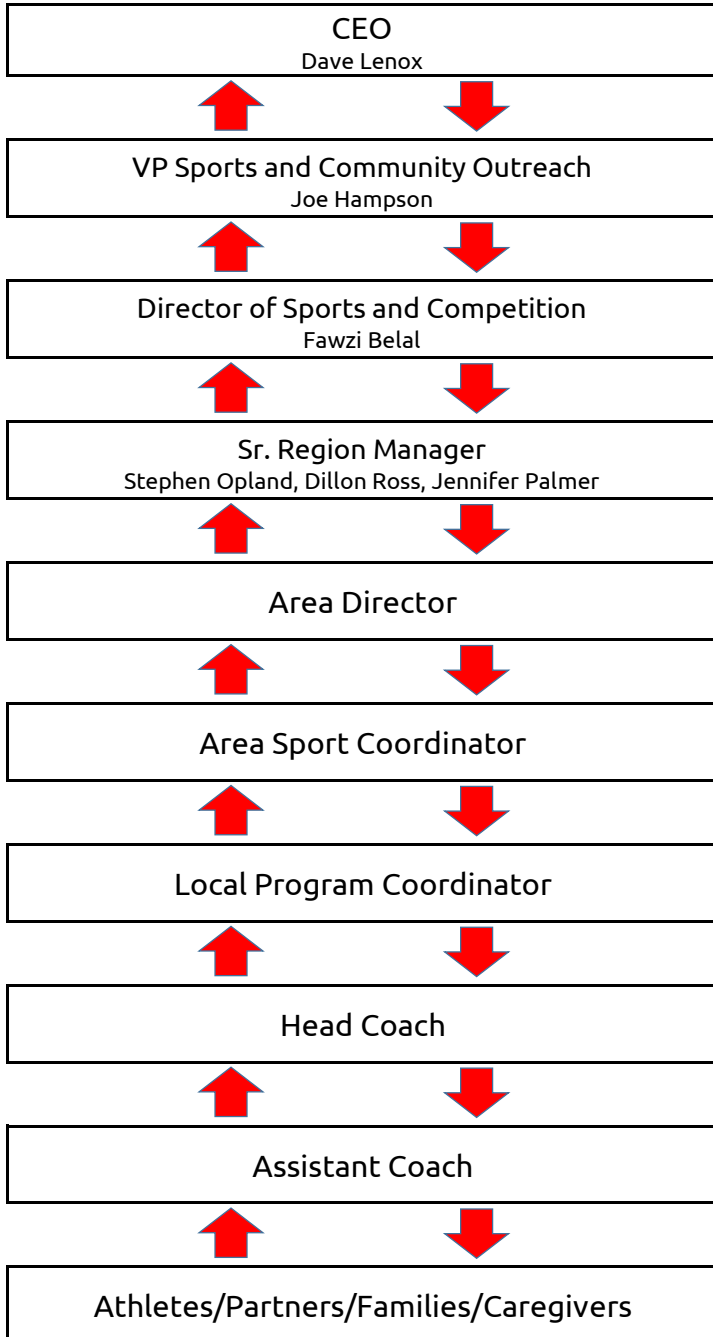 CEO
Dave Lenox
VP Sports and Community Outreach
Joe Hampson
Director of Sports and Competition
Fawzi Belal
Sr. Region Manager
Stephen Opland, Dillon Ross, Jennifer Palmer
Area Director
Area Sport Coordinator
Local Program Coordinator
Head Coach
Assistant Coach
Athletes/Partners/Families/Caregivers